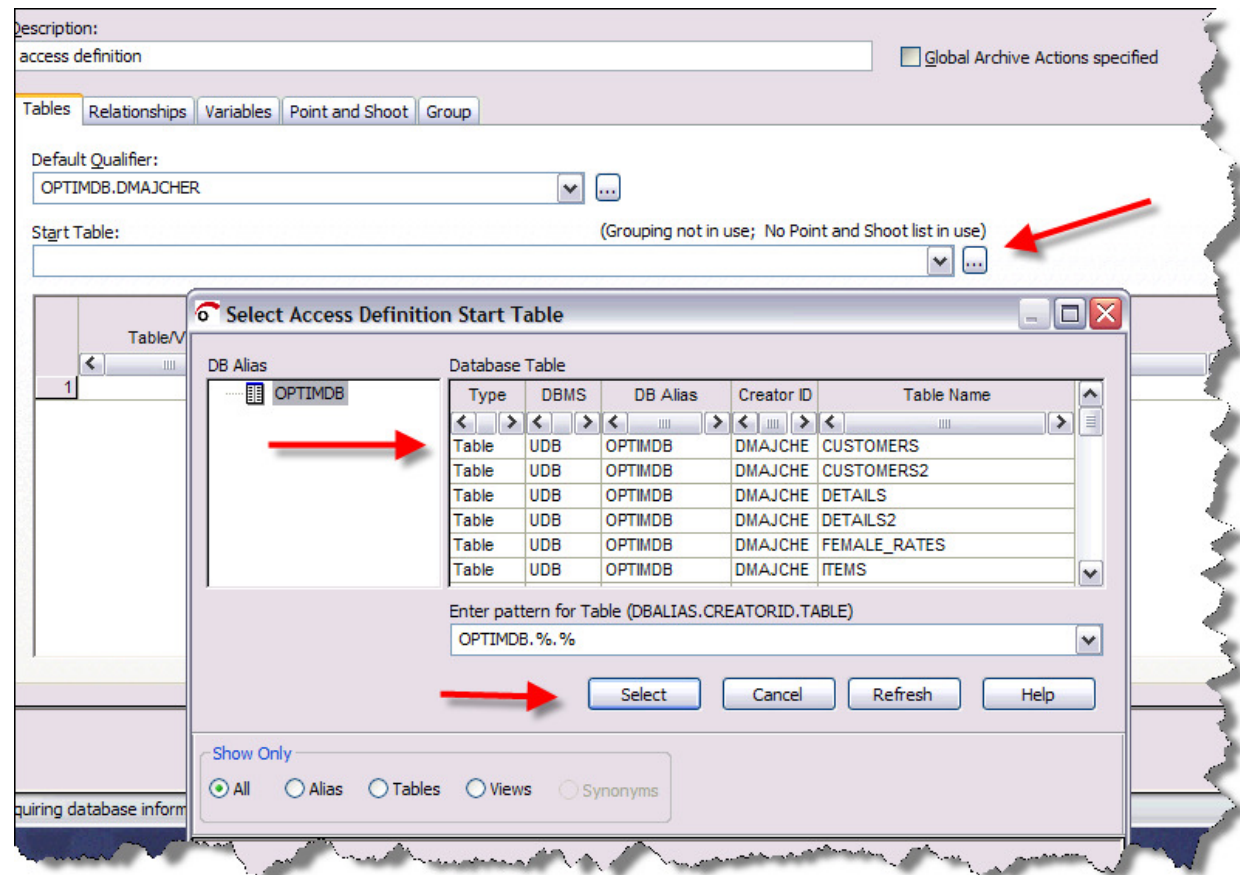 Description:
access definition
Global Archive Actions specified
Tables Relationships Variables Point and Shoot Group
Default Qualifier:
OPTIMDB.DMAJCHER
...
Start Table: (Grouping not in use; No Point and Shoot list in use)
...
Select Access Definition Start Table
Table/V
1
DB Alias Database Table
OPTIMDB
Type DBMS DB Alias Creator ID Table Name
Table UDB OPTIMDB DMAJCHE CUSTOMERS
Table UDB OPTIMDB DMAJCHE CUSTOMERS2
Table UDB OPTIMDB DMAJCHE DETAILS
Table UDB OPTIMDB DMAJCHE DETAILS2
Table UDB OPTIMDB DMAJCHE FEMALE_RATES
Table UDB OPTIMDB DMAJCHE ITEMS
Enter pattern for Table (DBALIAS.CREATORID.TABLE)
OPTIMDB.%.%
Select Cancel Refresh Help
Show Only
All Alias Tables Views Synonyms
quiring database inform